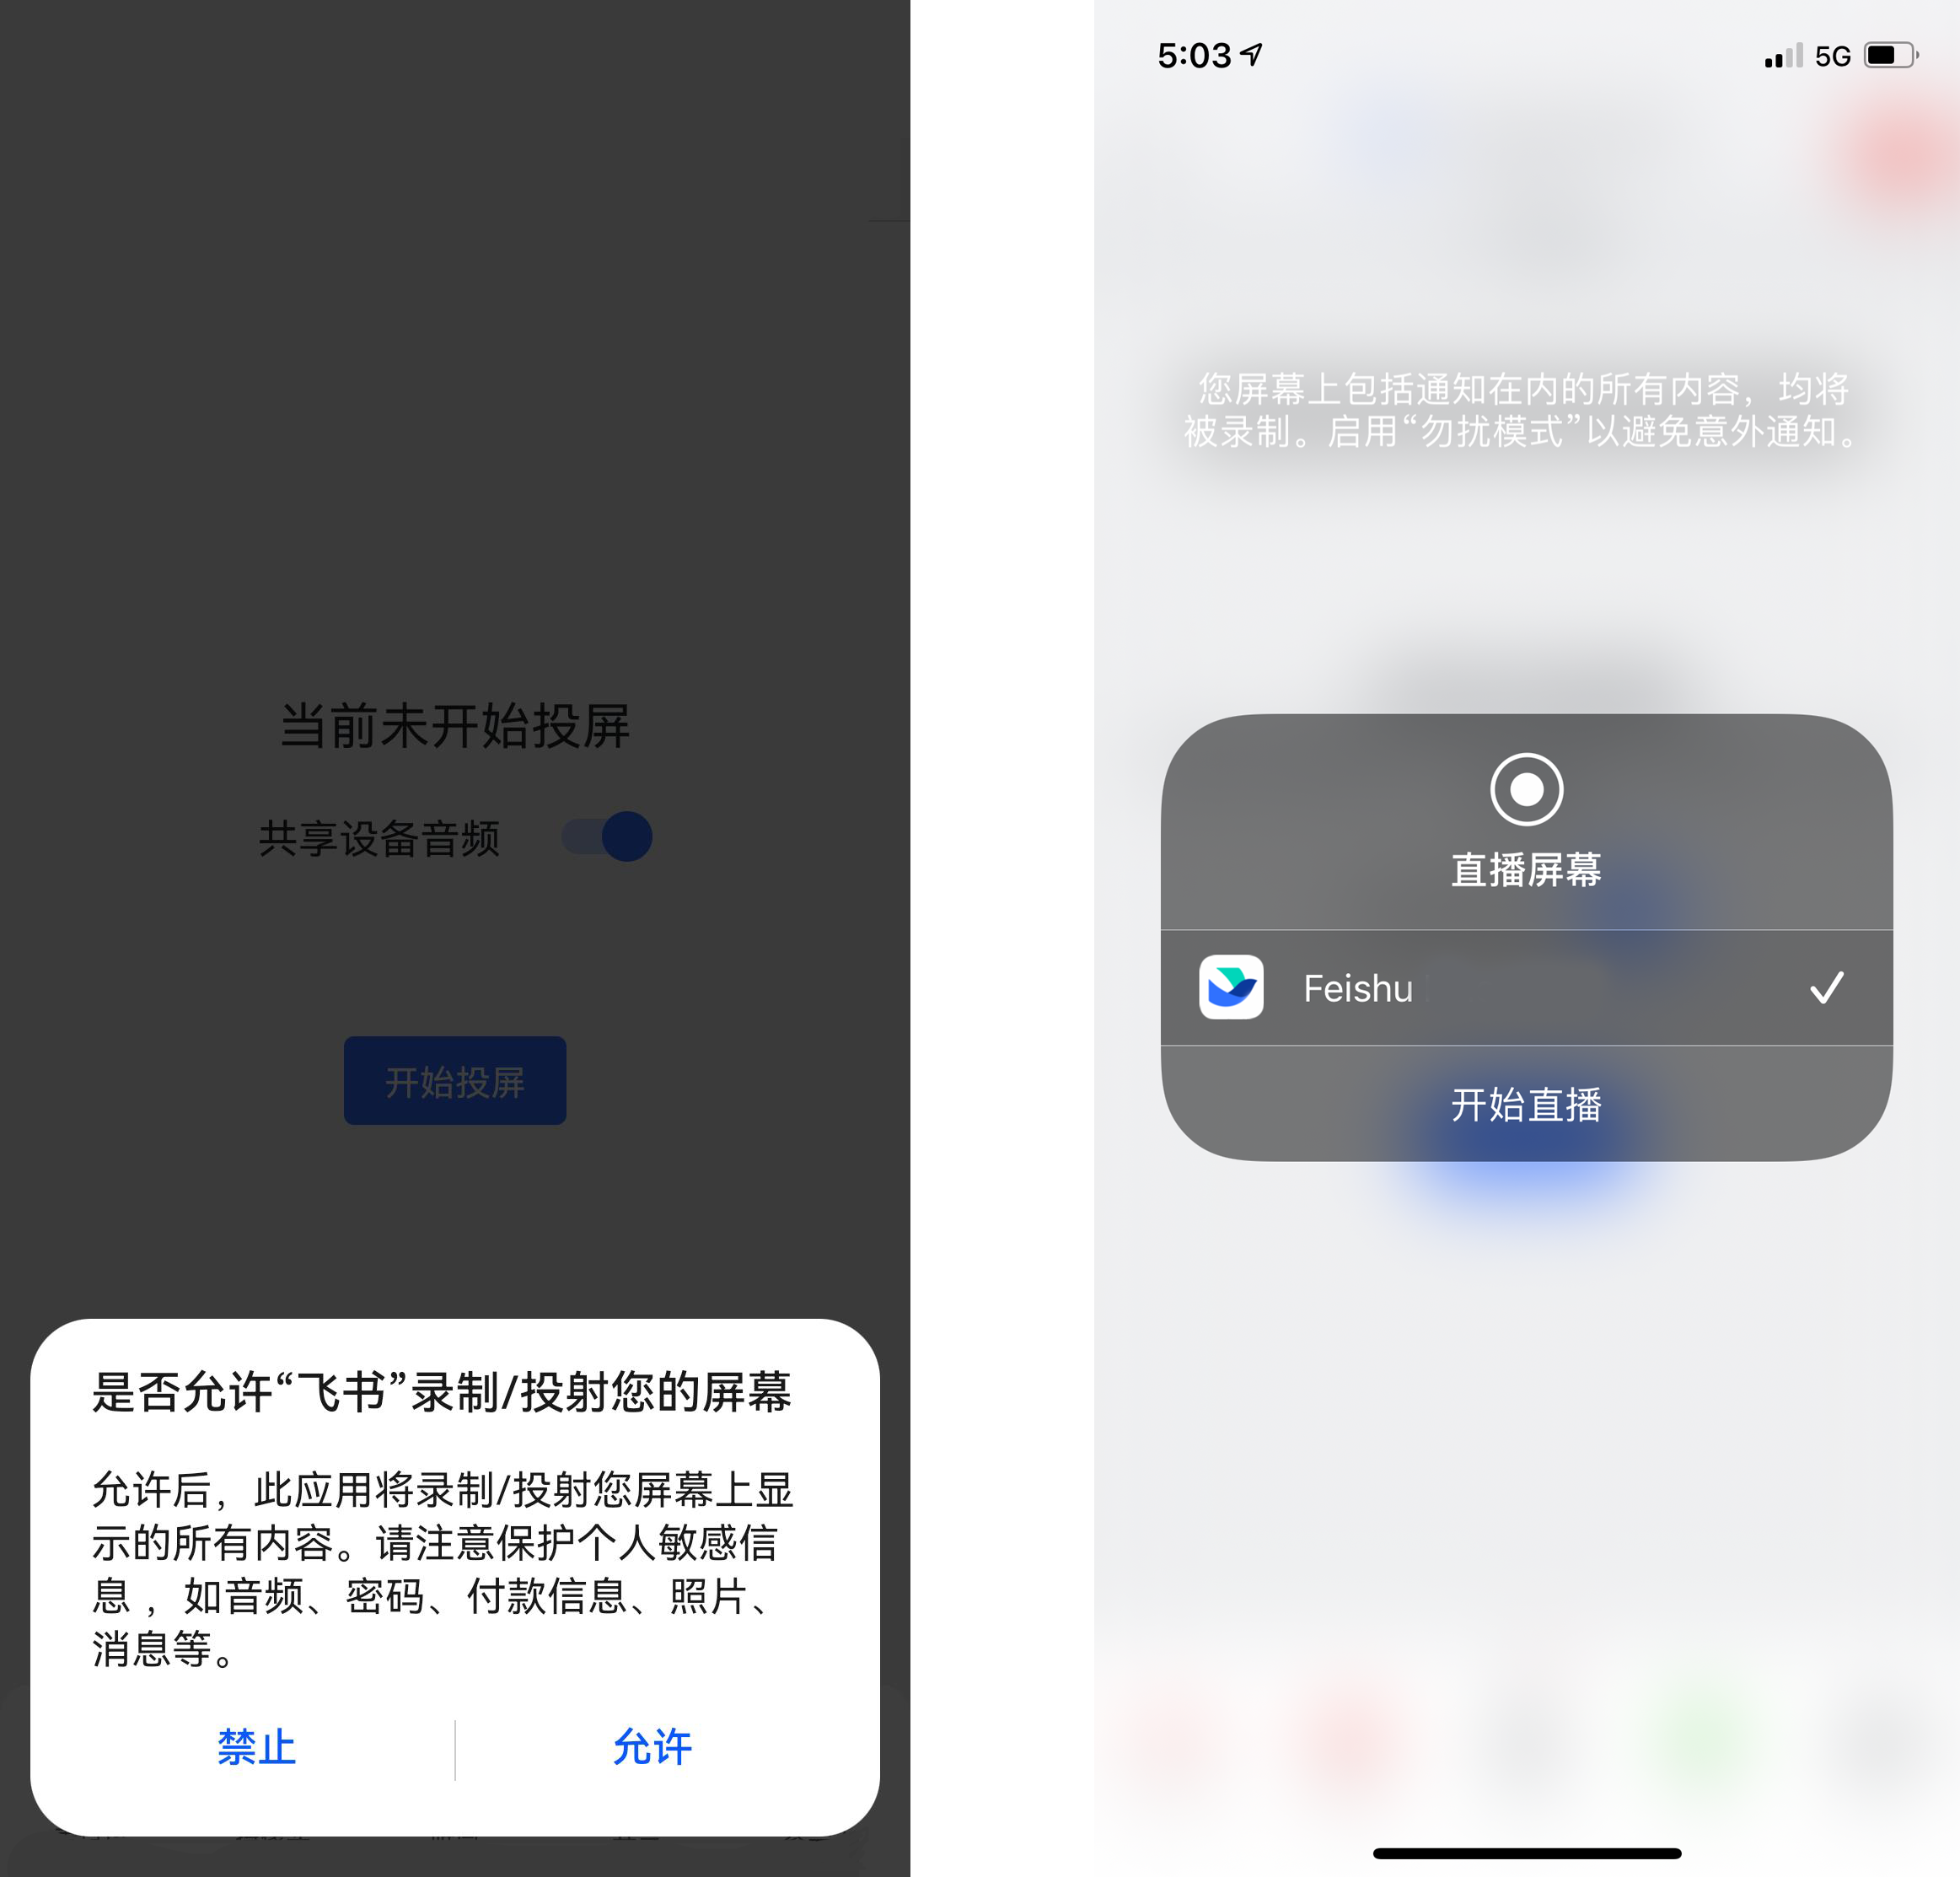 当前未开始投屏
共享设备音频
开始投屏
是否允许“飞书”录制/投射您的屏幕
允许后，此应用将录制/投射您屏幕上显
示的所有内容。请注意保护个人敏感信
息，如音频、密码、付款信息、照片、
消息等。
禁止
允许
5:03
5G
您屏幕上包括通知在内的所有内容，均将
被录制。启用“勿扰模式”以避免意外通知。
直播屏幕
Feishu
开始直播